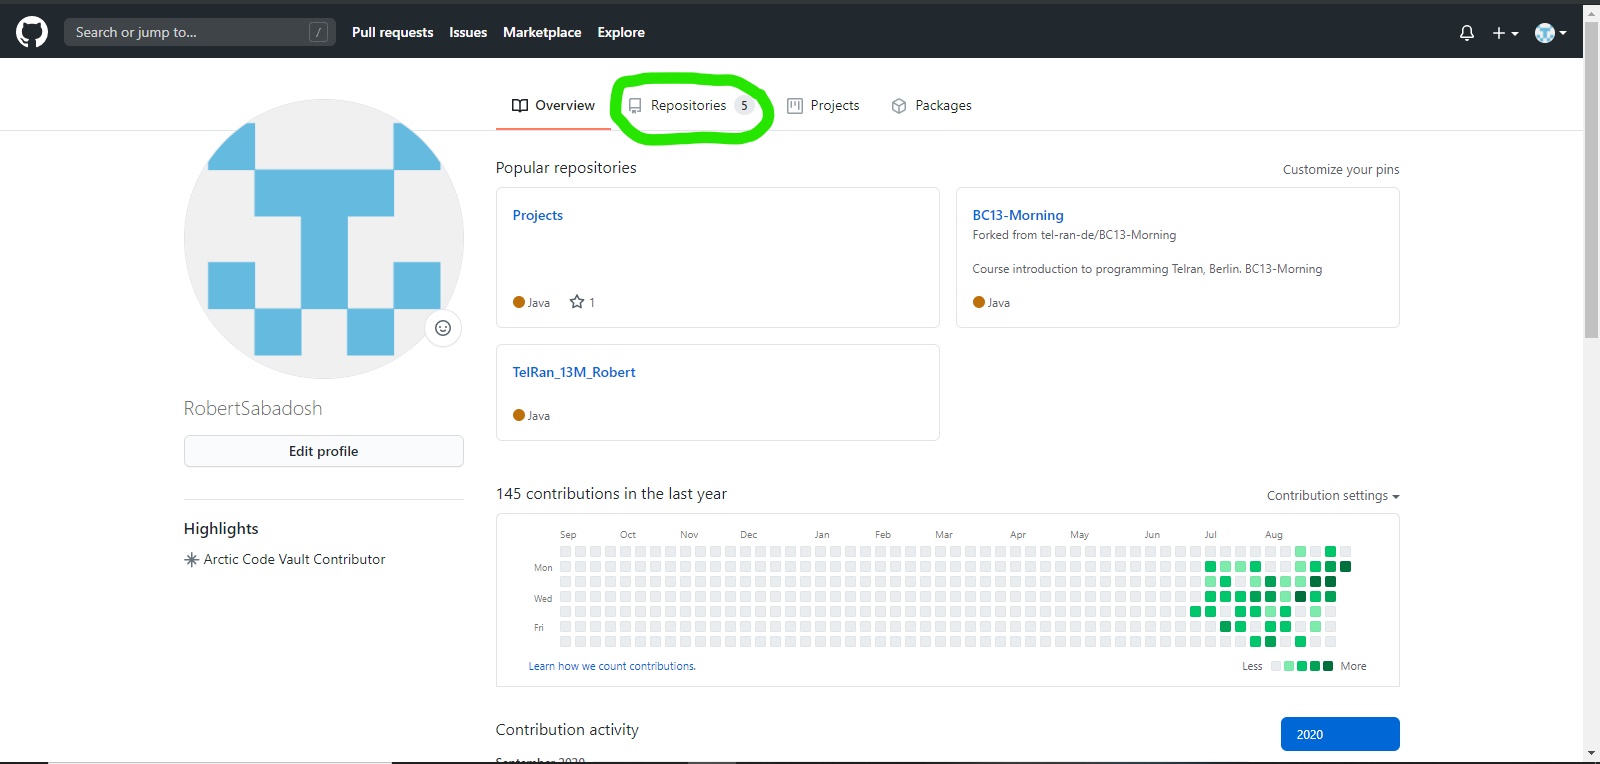 Search or jump to... / Pull requests Issues Marketplace Explore
Overview Repositories 5 Projects Packages
Popular repositories Customize your pins
Projects
Java 1
BC13-Morning
Forked from tel-ran-de/BC13-Morning
Course introduction to programming Telran, Berlin. BC13-Morning
Java
TelRan_13M_Robert
Java
RobertSabadosh
Edit profile
Highlights
Arctic Code Vault Contributor
145 contributions in the last year Contribution settings
Sep Oct Nov Dec Jan Feb Mar Apr May Jun Jul Aug
Mon
Wed
Fri
Learn how we count contributions. Less More
Contribution activity 2020
September 2020